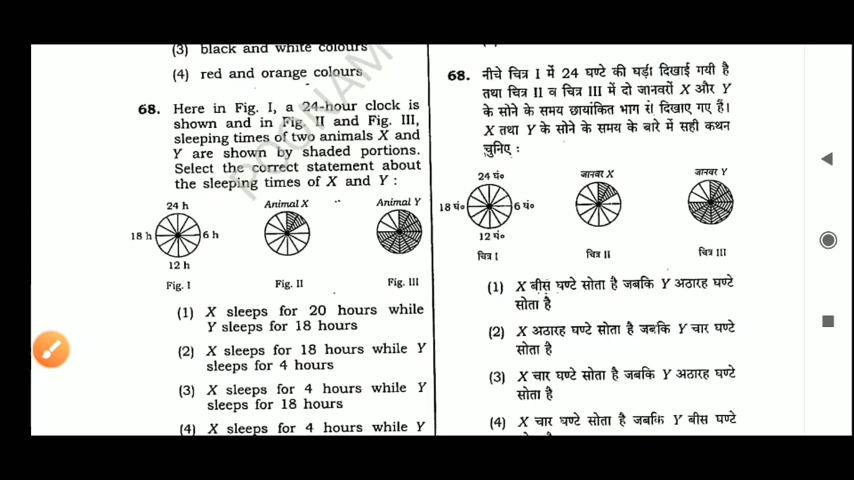 (3) black and white colours
(4) red and orange colours
68. Here in Fig. I, a 24-hour clock is
shown and in Fig. II and Fig. III,
sleeping times of two animals X and
Y are shown by shaded portions.
Select the correct statement about
the sleeping times of X and Y :
24 h
18 h
6 h
12 h
Fig. I
Animal X
Fig. II
Animal Y
Fig. III
(1) X sleeps for 20 hours while
Y sleeps for 18 hours
(2) X sleeps for 18 hours while Y
sleeps for 4 hours
(3) X sleeps for 4 hours while Y
sleeps for 18 hours
(4) X sleeps for 4 hours while Y
68. नीचे चित्र I में 24 घण्टे की घड़ी दिखाई गयी है
तथा चित्र II व चित्र III में दो जानवरों X और Y
के सोने के समय छायांकित भाग से दिखाए गए हैं।
X तथा Y के सोने के समय के बारे में सही कथन
चुनिए :
24 घं०
18 घं०
6 घं०
12 घं०
चित्र I
जानवर X
चित्र II
जानवर Y
चित्र III
(1) X बीस घण्टे सोता है जबकि Y अठारह घण्टे
सोता है
(2) X अठारह घण्टे सोता है जबकि Y चार घण्टे
सोता है
(3) X चार घण्टे सोता है जबकि Y अठारह घण्टे
सोता है
(4) X चार घण्टे सोता है जबकि Y बीस घण्टे
POONAM